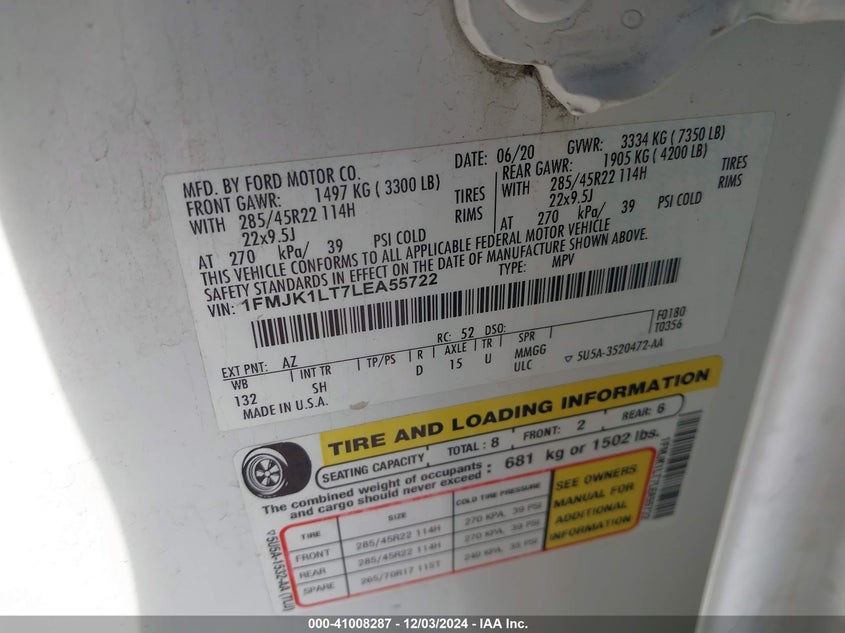 MFD. BY FORD MOTOR CO.
DATE: 06/20 GVWR: 3334 KG ( 7350 LB)
FRONT GAWR: 1497 KG ( 3300 LB) REAR GAWR: 1905 KG ( 4200 LB)
WITH 285/45R22 114H TIRES WITH 285/45R22 114H TIRES
22x9.5J RIMS 22x9.5J RIMS
AT 270 kPa/ 39 PSI COLD AT 270 kPa/ 39 PSI COLD
THIS VEHICLE CONFORMS TO ALL APPLICABLE FEDERAL MOTOR VEHICLE
SAFETY STANDARDS IN EFFECT ON THE DATE OF MANUFACTURE SHOWN ABOVE.
VIN: 1FMJK1LT7LEA55722 TYPE: MPV
F0180
T0356
EXT PNT: AZ RC: 52 DSO:
WB INT TR TP/PS R AXLE TR SPR
132 SH D 15 U MMGG
ULC
MADE IN U.S.A. 5U5A-3520472-AA
TIRE AND LOADING INFORMATION
SEATING CAPACITY TOTAL : 8 FRONT: 2 REAR: 6
The combined weight of occupants and cargo should never exceed : 681 kg or 1502 lbs.
TIRE SIZE COLD TIRE PRESSURE
FRONT 285/45R22 114H 270 KPA, 39 PSI
REAR 285/45R22 114H 270 KPA, 39 PSI
SPARE 265/70R17 115T 240 KPA, 35 PSI
SEE OWNERS
MANUAL FOR
ADDITIONAL
INFORMATION
5U5A-1532-AA (TLI)
1FMJK1LT7LEA55722
000-41008287 - 12/03/2024 - IAA Inc.